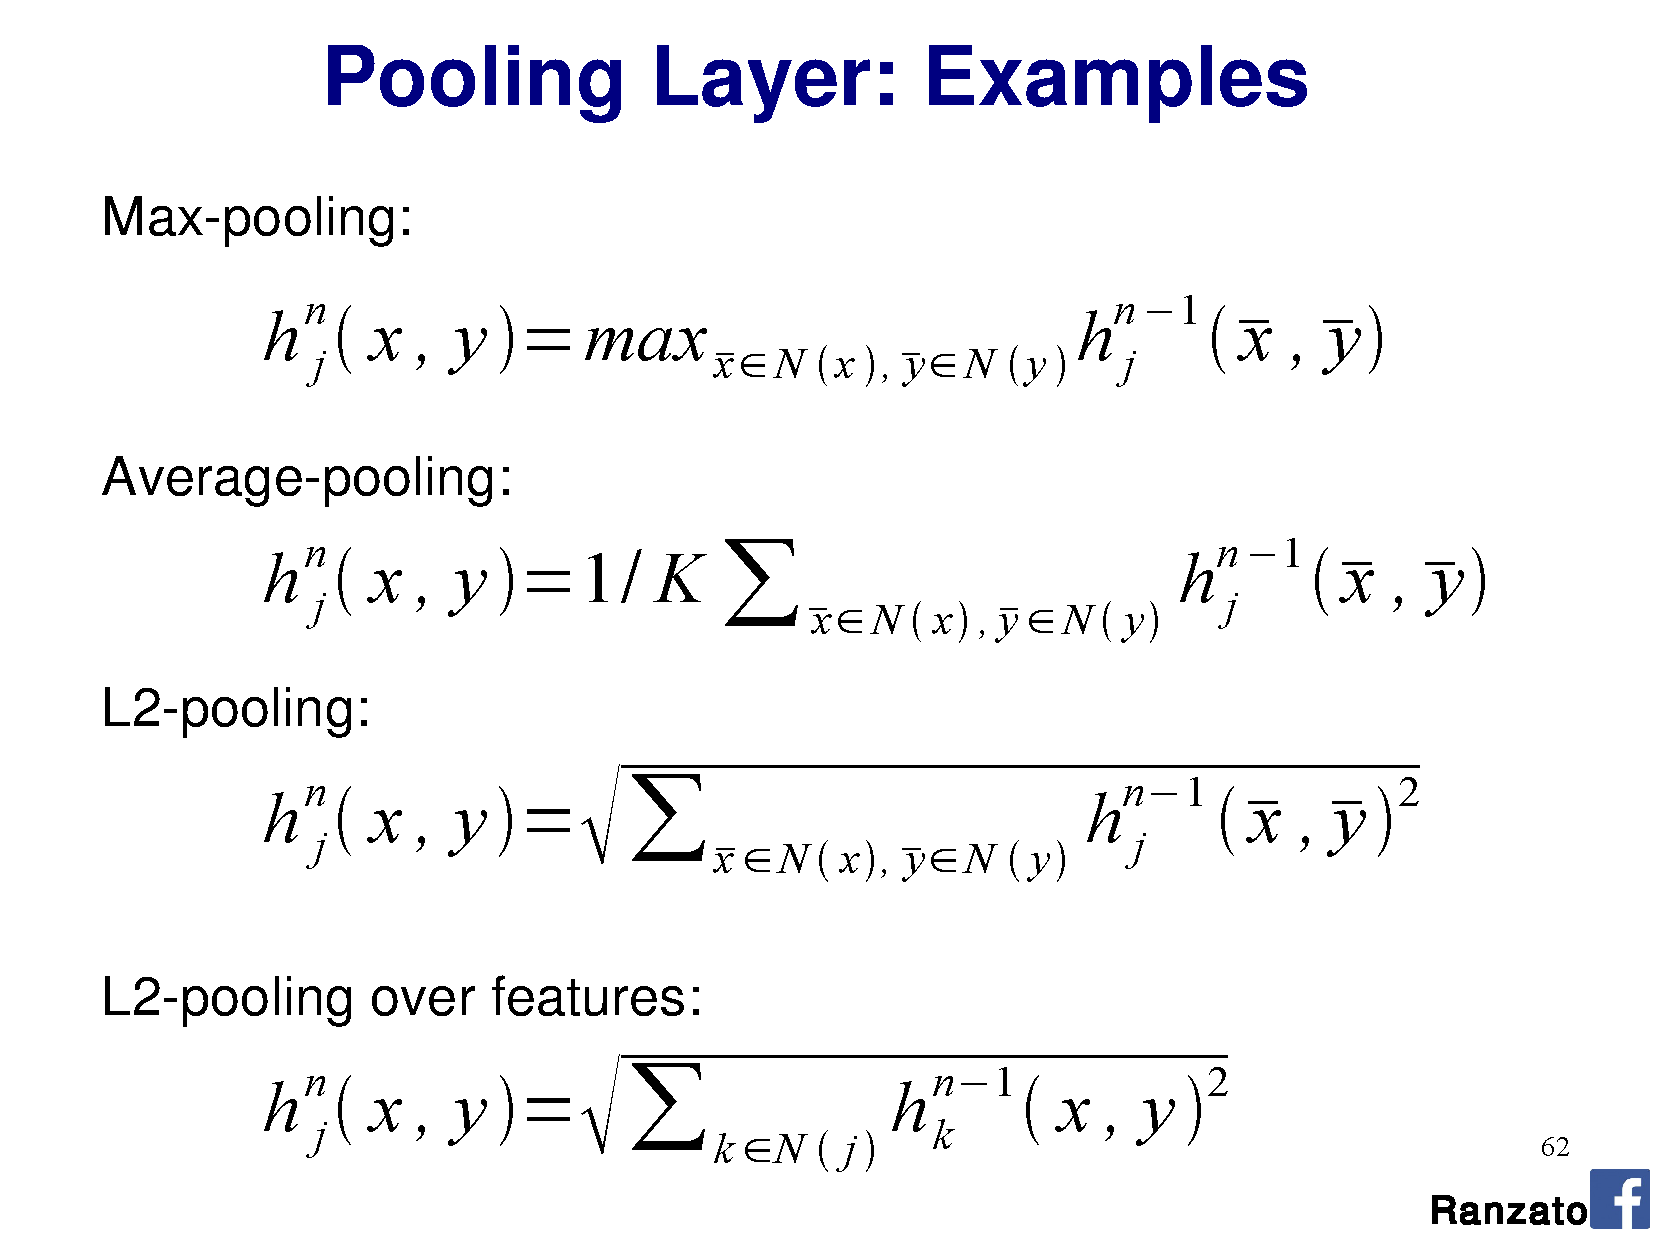 Pooling Layer: Examples
Max-pooling:
h_j^n(x, y)=max_{x̄∈N(x), ȳ∈N(y)} h_j^{n−1}(x̄, ȳ)
Average-pooling:
h_j^n(x, y)=1/K ∑_{x̄∈N(x), ȳ∈N(y)} h_j^{n−1}(x̄, ȳ)
L2-pooling:
h_j^n(x, y)=√(∑_{x̄∈N(x), ȳ∈N(y)} h_j^{n−1}(x̄, ȳ)^2)
L2-pooling over features:
h_j^n(x, y)=√(∑_{k∈N(j)} h_k^{n−1}(x, y)^2)
62
Ranzato f